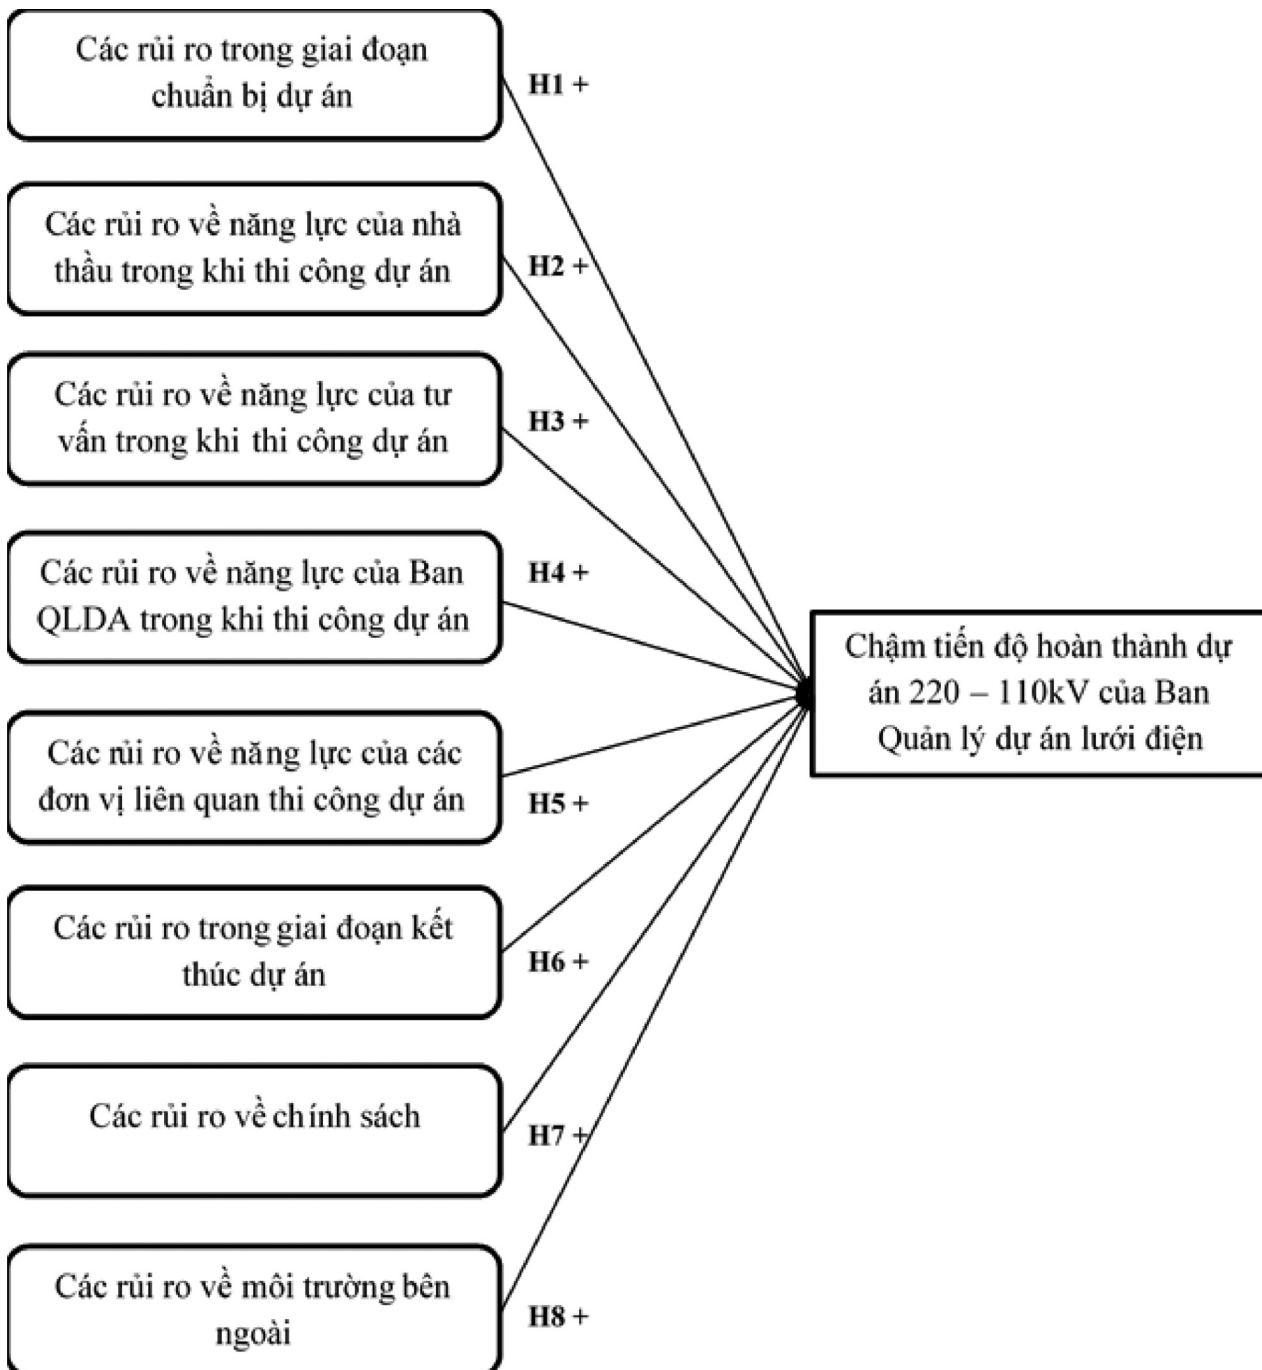 Các rủi ro trong giai đoạn
chuẩn bị dự án
H1 +
Các rủi ro về năng lực của nhà
thầu trong khi thi công dự án
H2 +
Các rủi ro về năng lực của tư
vấn trong khi thi công dự án
H3 +
Các rủi ro về năng lực của Ban
QLDA trong khi thi công dự án
H4 +
Các rủi ro về năng lực của các
đơn vị liên quan thi công dự án
H5 +
Các rủi ro trong giai đoạn kết
thúc dự án
H6 +
Các rủi ro về chính sách
H7 +
Các rủi ro về môi trường bên
ngoài
H8 +
Chậm tiến độ hoàn thành dự
án 220 – 110kV của Ban
Quản lý dự án lưới điện